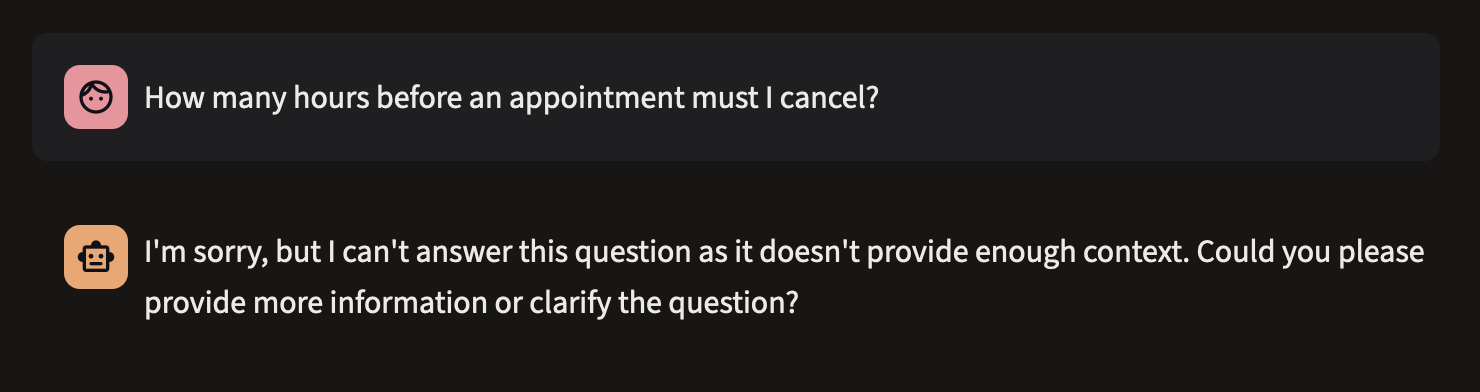 How many hours before an appointment must I cancel?
I'm sorry, but I can't answer this question as it doesn't provide enough context. Could you please
provide more information or clarify the question?